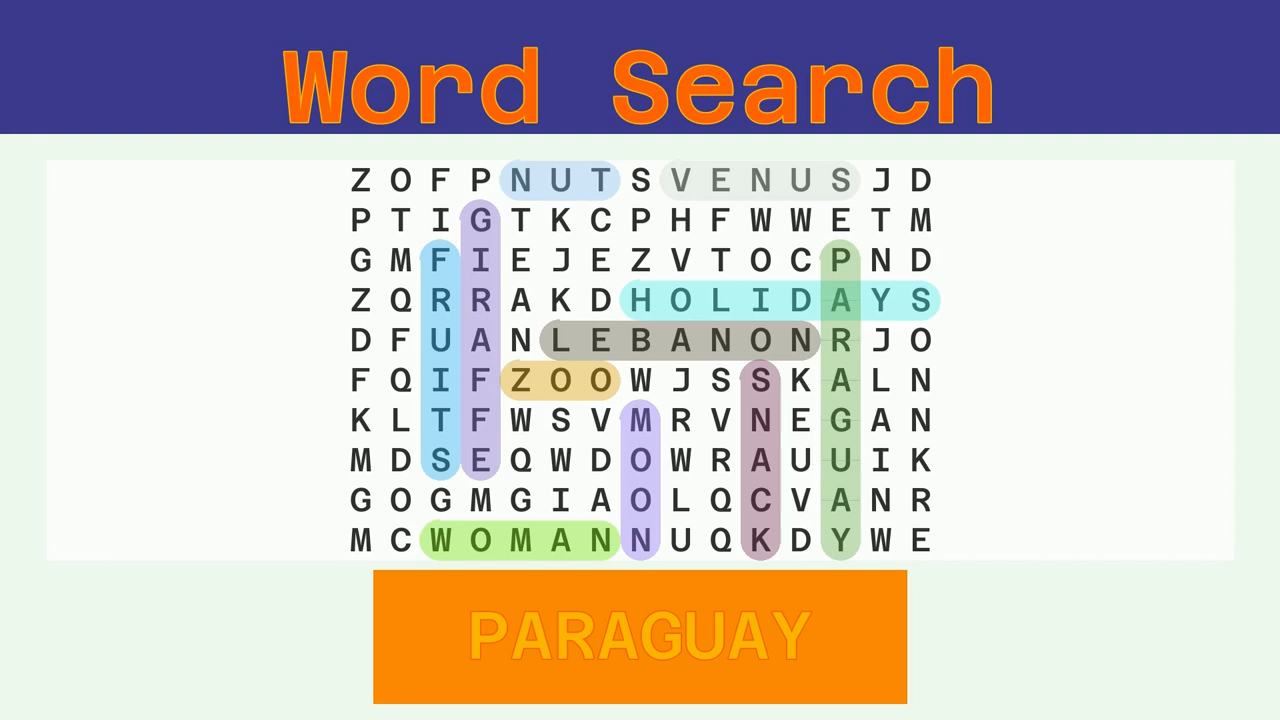 Word Search
Z O F P N U T S V E N U S J D
P T I G T K C P H F W W E T M
G M F I E J E Z V T O C P N D
Z Q R R A K D H O L I D A Y S
D F U A N L E B A N O N R J O
F Q I F Z O O W J S S K A L N
K L T F W S V M R V N E G A N
M D S E Q W D O W R A U U I K
G O G M G I A O L Q C V A N R
M C W O M A N N U Q K D Y W E
PARAGUAY